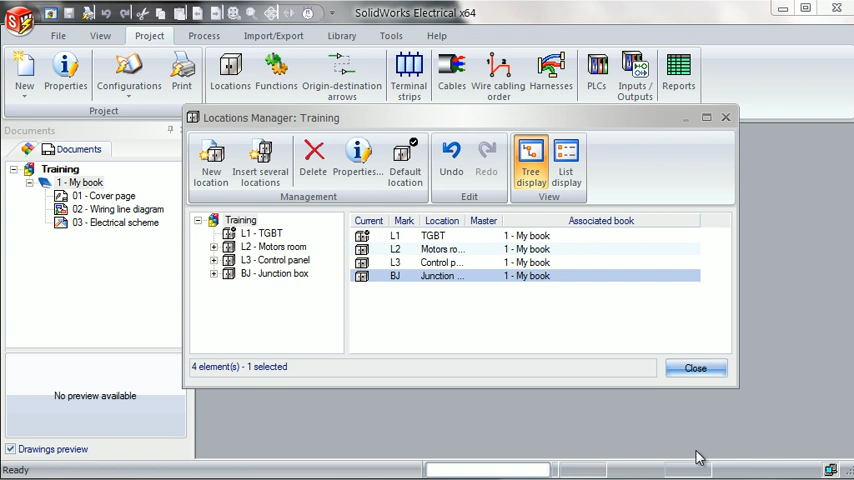 SolidWorks Electrical x64
File View Project Process Import/Export Library Tools Help
New Properties Configurations Print Locations Functions Origin-destination arrows Terminal strips Cables Wire cabling order Harnesses PLCs Inputs / Outputs Reports
Project
Documents
Documents
Training
1 - My book
01 - Cover page
02 - Wiring line diagram
03 - Electrical scheme
Locations Manager: Training
New location Insert several locations Delete Properties... Default location Undo Redo Tree display List display
Management Edit View
Training
L1 - TGBT
L2 - Motors room
L3 - Control panel
BJ - Junction box
Current Mark Location Master Associated book
L1 TGBT 1 - My book
L2 Motors ro... 1 - My book
L3 Control p... 1 - My book
BJ Junction ... 1 - My book
4 element(s) - 1 selected
Close
No preview available
Drawings preview
Ready